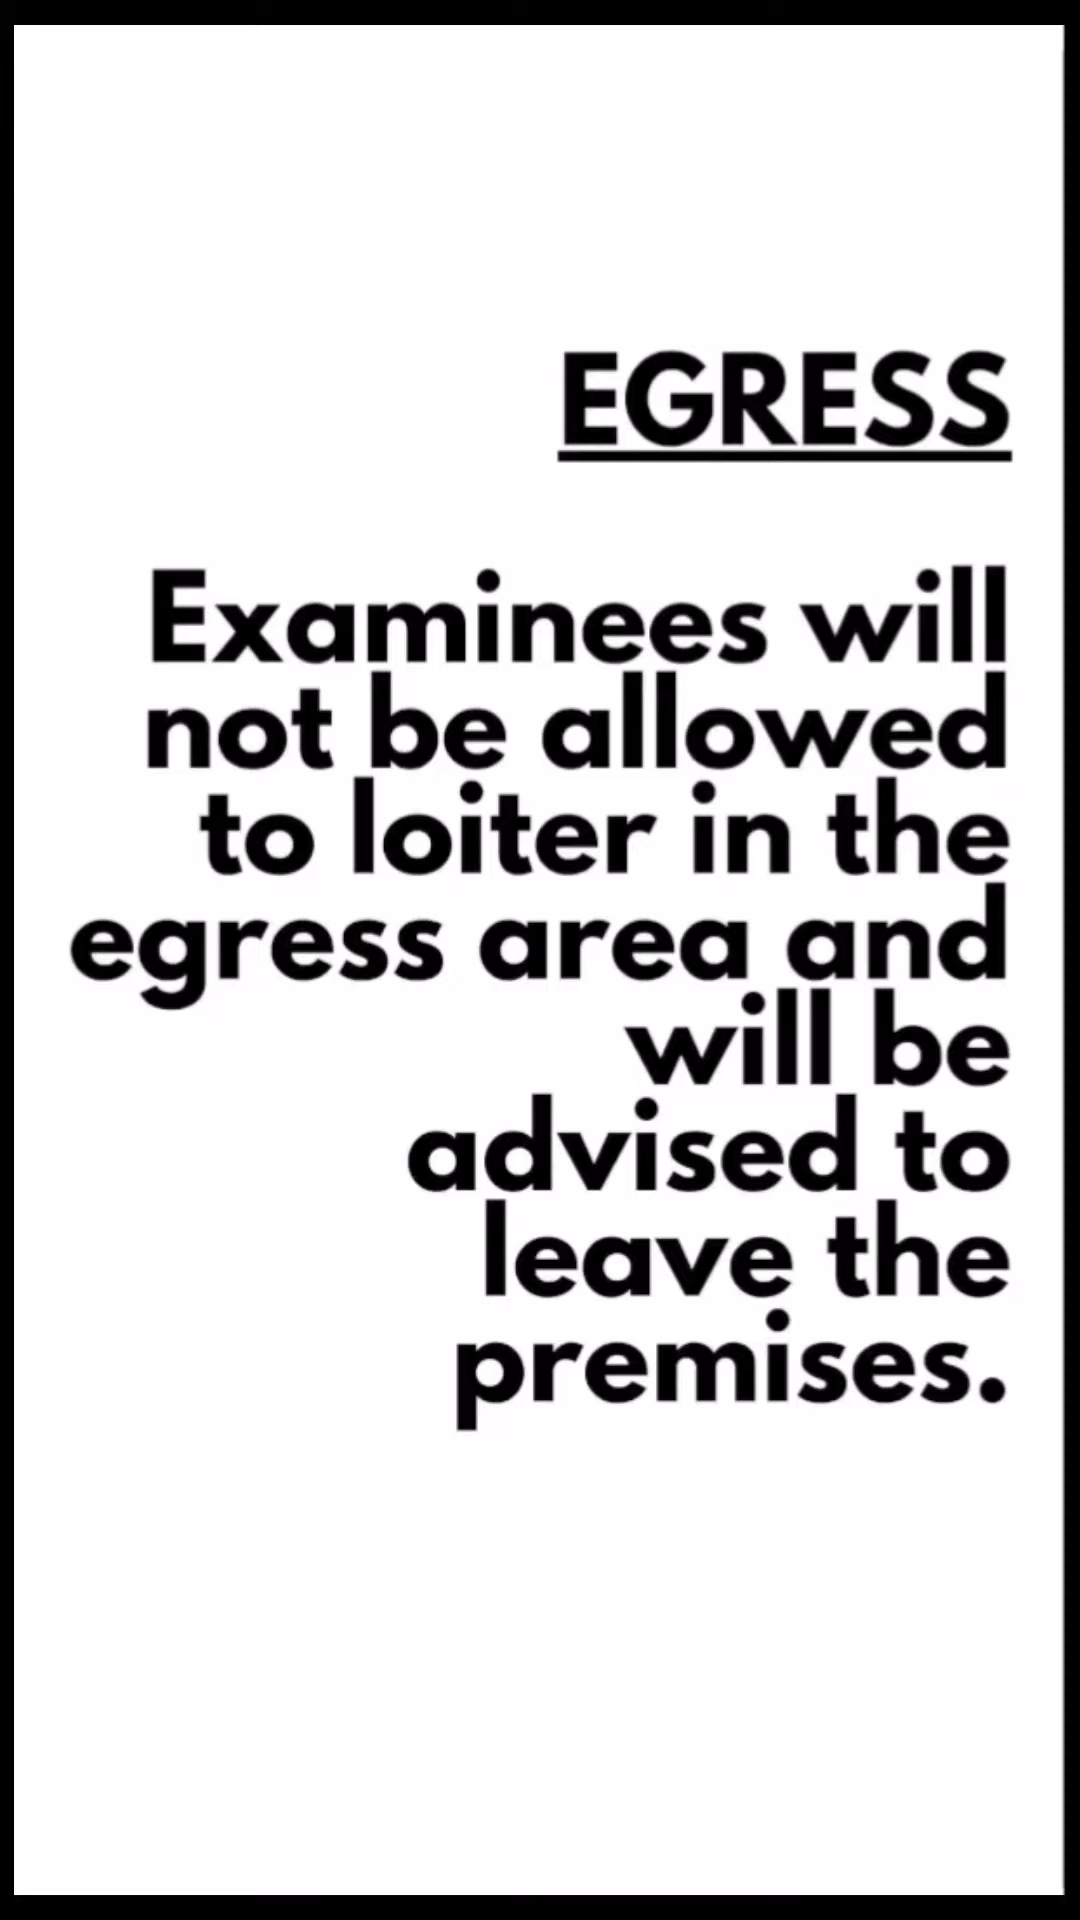 EGRESS
Examinees will
not be allowed
to loiter in the
egress area and
will be
advised to
leave the
premises.